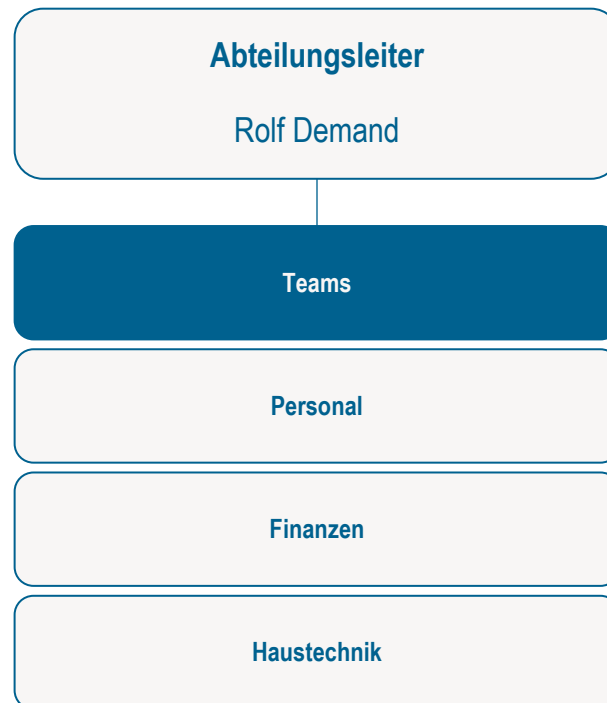 Abteilungsleiter
Rolf Demand
Teams
Personal
Finanzen
Haustechnik